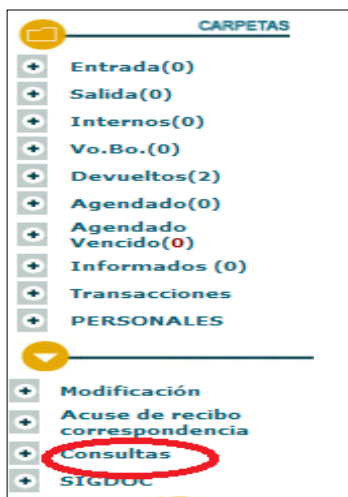 CARPETAS
Entrada(0)
Salida(0)
Internos(0)
Vo.Bo.(0)
Devueltos(2)
Agendado(0)
Agendado
Vencido(0)
Informados (0)
Transacciones
PERSONALES
Modificación
Acuse de recibo
correspondencia
Consultas
SIGDOC